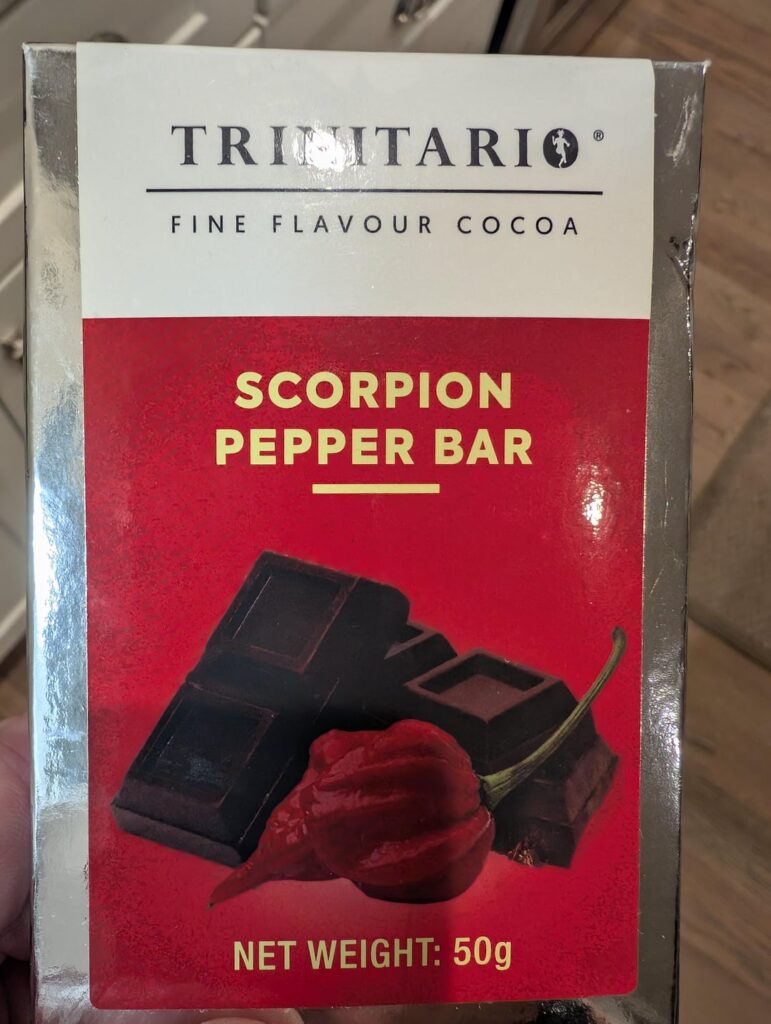 TRINITARIO®
FINE FLAVOUR COCOA
SCORPION
PEPPER BAR
NET WEIGHT: 50g